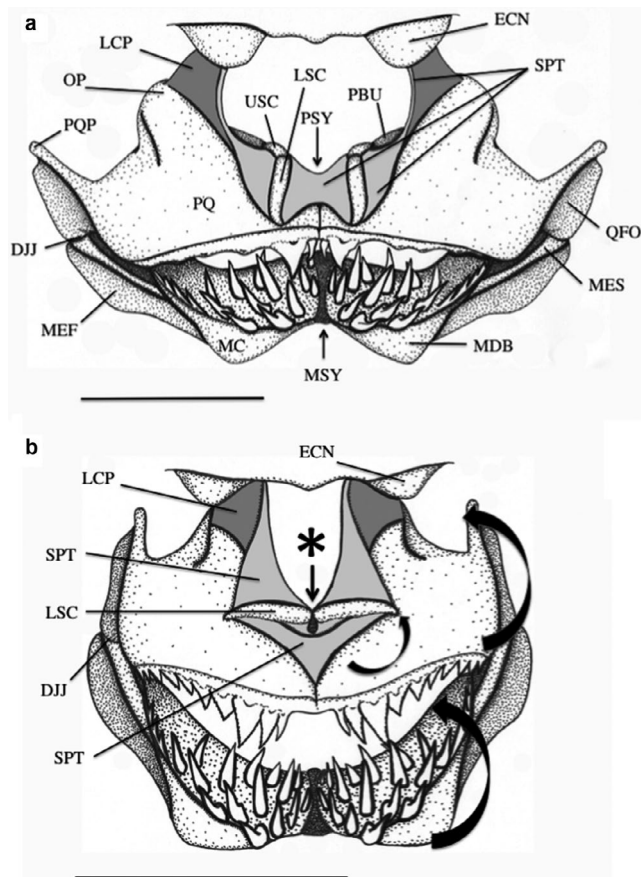 a
ECN
LCP
LSC
SPT
OP
USC
PSY
PBU
PQP
PQ
DJJ
QFO
MES
MEF
MC
MDB
MSY
b
ECN
LCP
*
SPT
LSC
DJJ
SPT